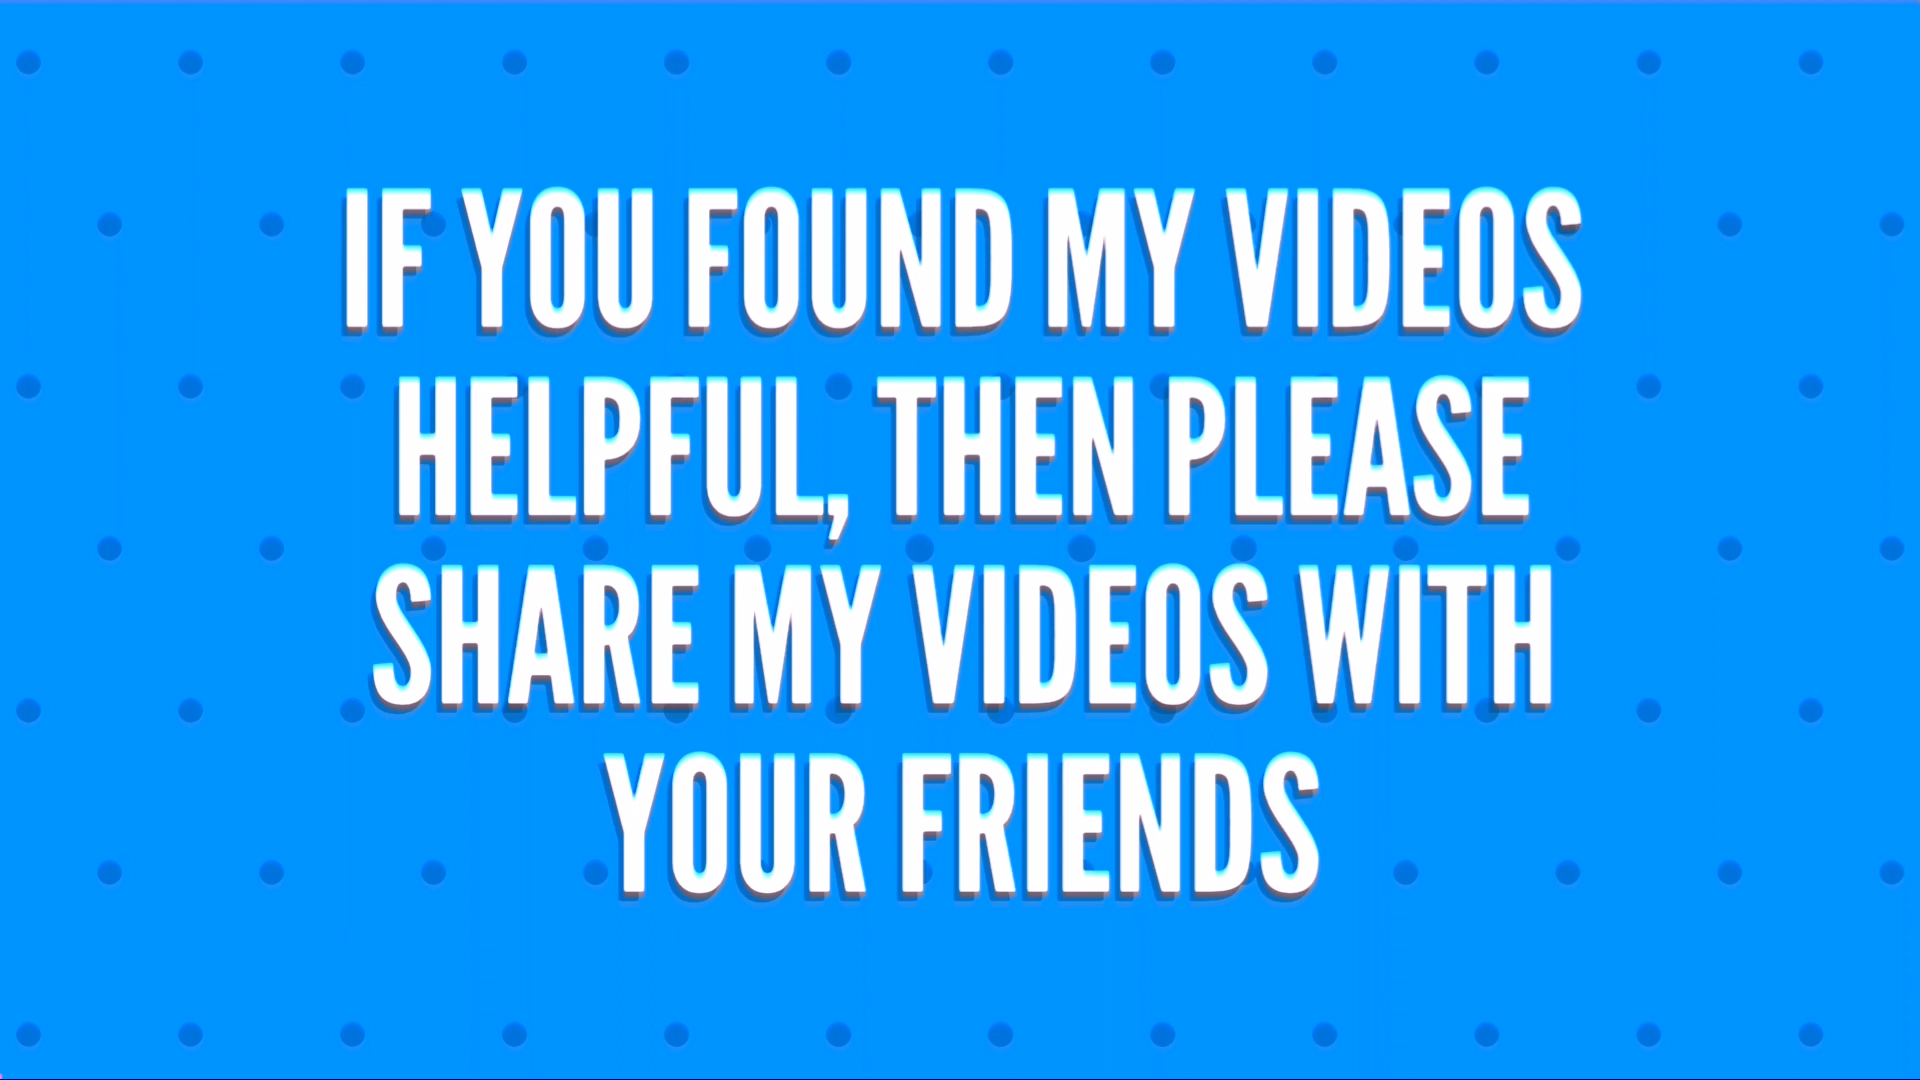 IF YOU FOUND MY VIDEOS
HELPFUL, THEN PLEASE
SHARE MY VIDEOS WITH
YOUR FRIENDS